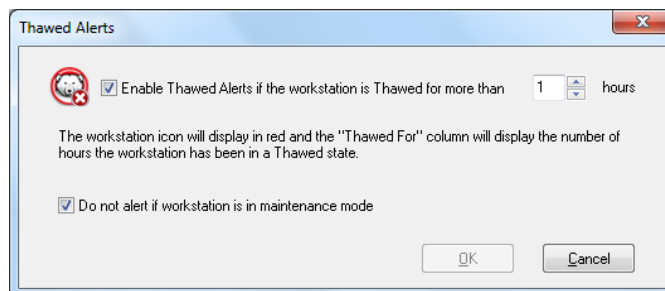 Thawed Alerts
Enable Thawed Alerts if the workstation is Thawed for more than 1 hours
The workstation icon will display in red and the "Thawed For" column will display the number of
hours the workstation has been in a Thawed state.
Do not alert if workstation is in maintenance mode
OK Cancel